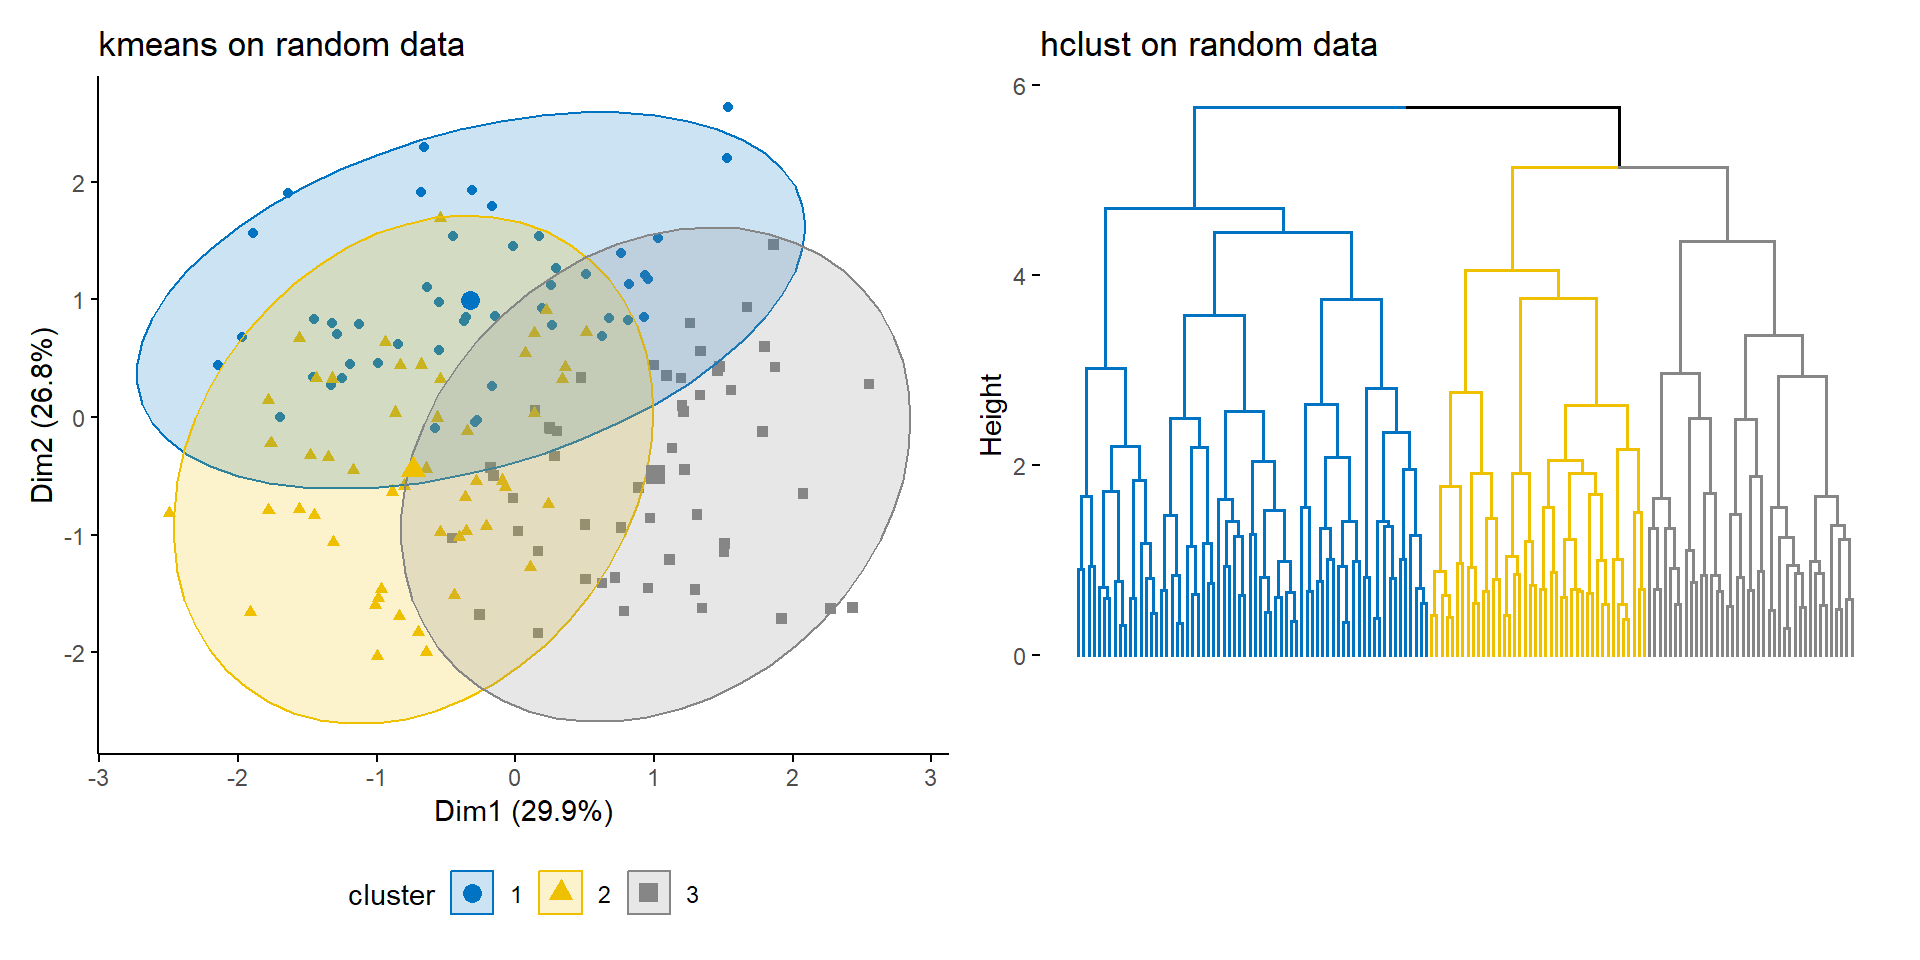 kmeans on random data
Dim2 (26.8%)
2
1
0
-1
-2
-3 -2 -1 0 1 2 3
Dim1 (29.9%)
cluster 1 2 3
hclust on random data
Height
6
4
2
0